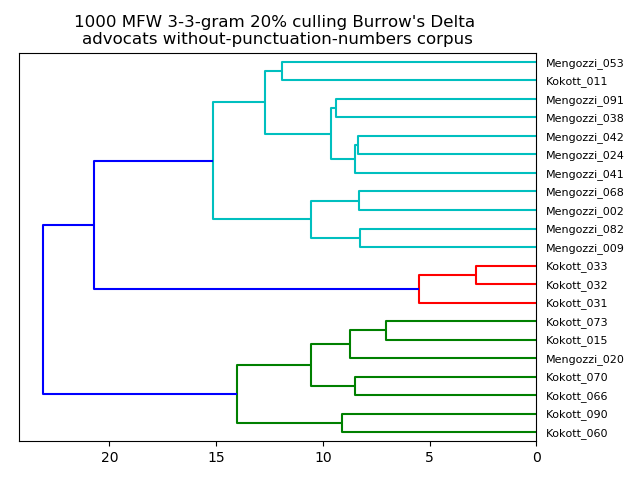 1000 MFW 3-3-gram 20% culling Burrow's Delta
advocats without-punctuation-numbers corpus
Mengozzi_053
Kokott_011
Mengozzi_091
Mengozzi_038
Mengozzi_042
Mengozzi_024
Mengozzi_041
Mengozzi_068
Mengozzi_002
Mengozzi_082
Mengozzi_009
Kokott_033
Kokott_032
Kokott_031
Kokott_073
Kokott_015
Mengozzi_020
Kokott_070
Kokott_066
Kokott_090
Kokott_060
20 15 10 5 0